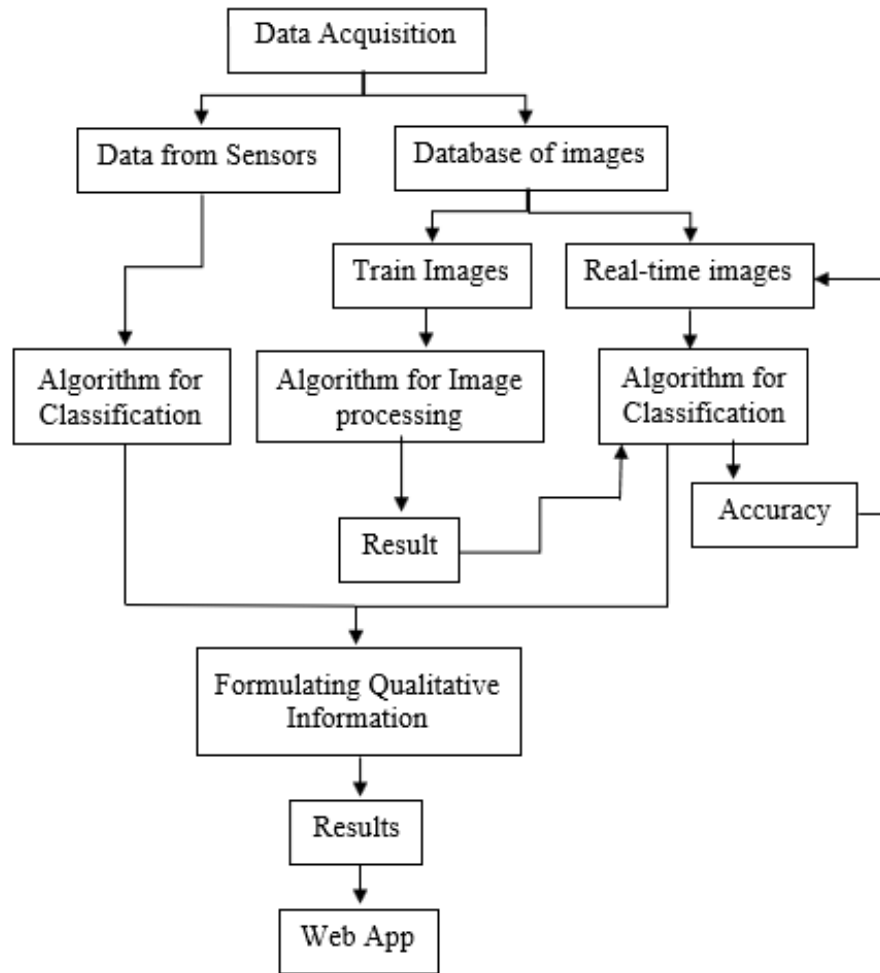 Data Acquisition
Data from Sensors
Database of images
Train Images
Real-time images
Algorithm for
Classification
Algorithm for Image
processing
Algorithm for
Classification
Accuracy
Result
Formulating Qualitative
Information
Results
Web App